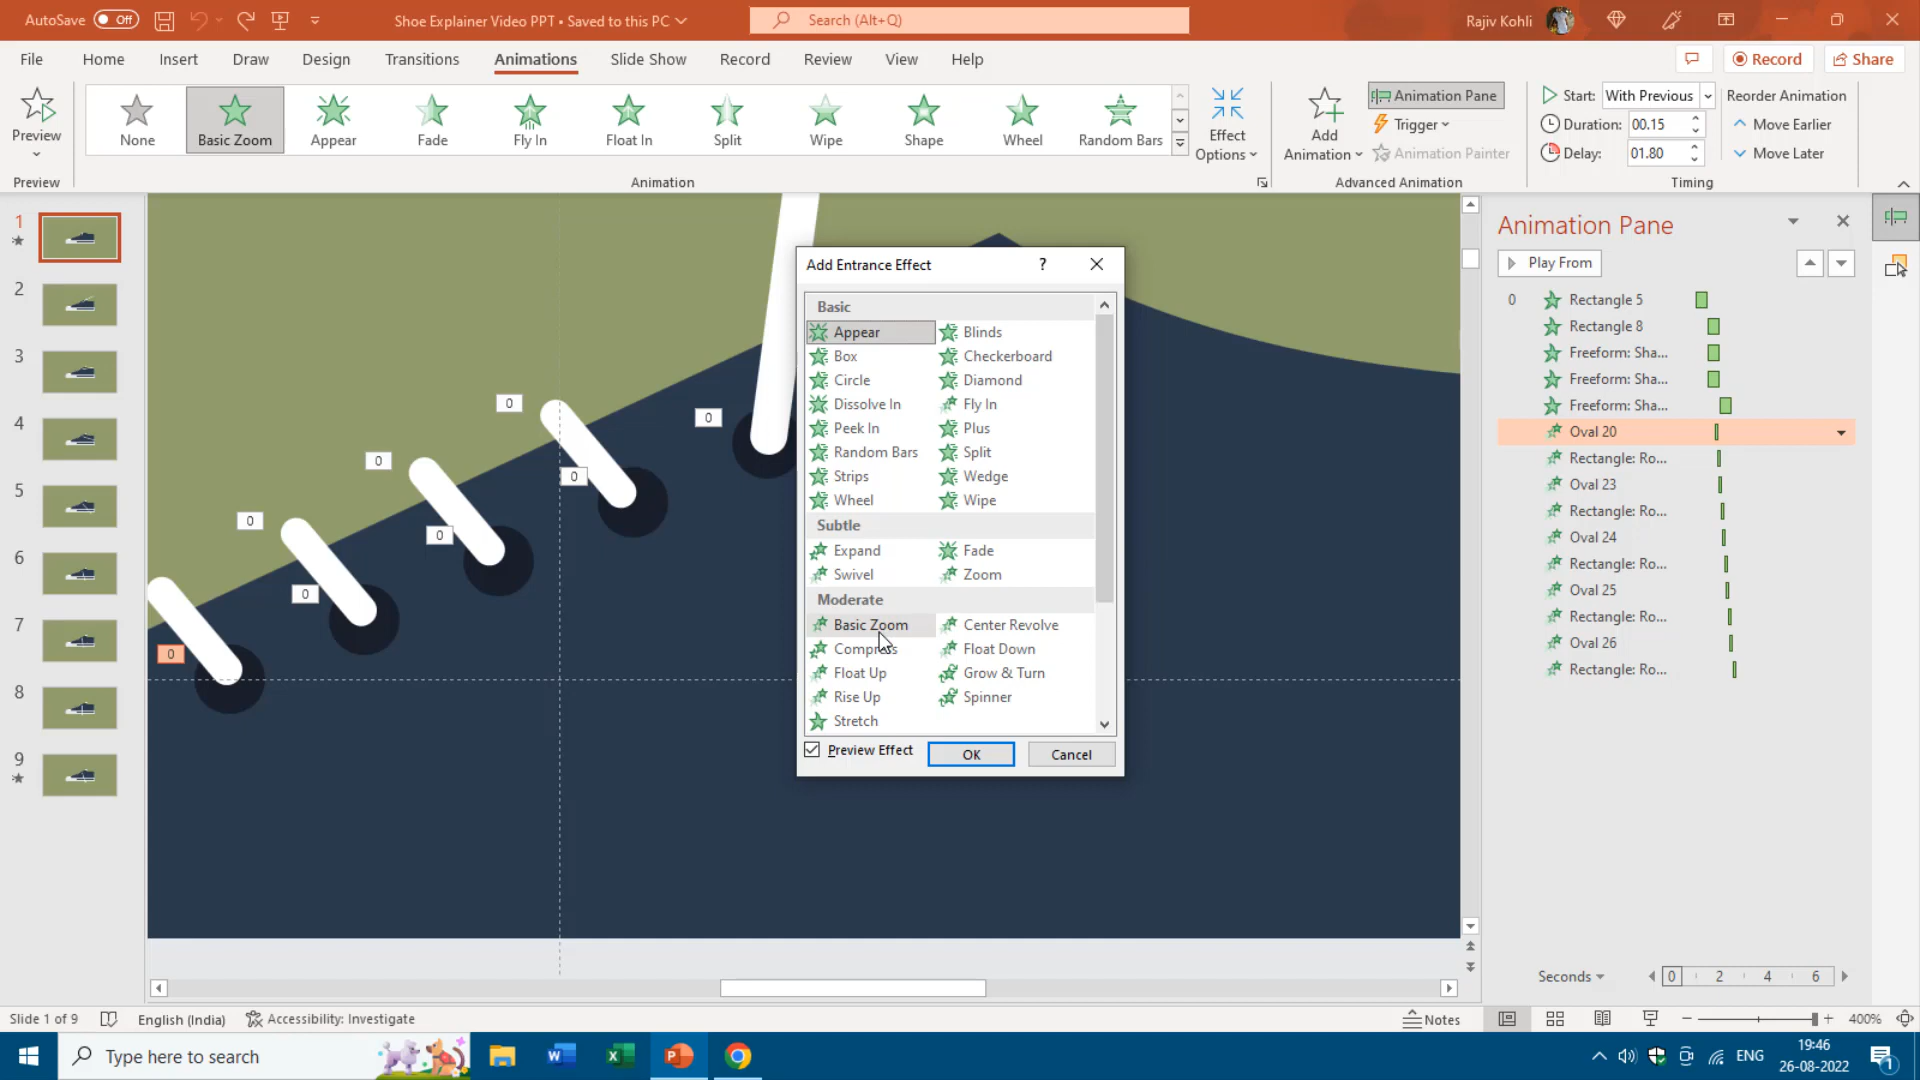 AutoSave Off Shoe Explainer Video PPT • Saved to this PC Search (Alt+Q) Rajiv Kohli
File Home Insert Draw Design Transitions Animations Slide Show Record Review View Help Record Share
Preview
None Basic Zoom Appear Fade Fly In Float In Split Wipe Shape Wheel Random Bars
Effect Options
Add Animation
Animation Pane
Trigger
Animation Painter
Start: With Previous
Duration: 00.15
Delay: 01.80
Reorder Animation
Move Earlier
Move Later
Preview Animation Advanced Animation Timing
1
2
3
4
5
6
7
8
9
0
0
0
0
0
0
0
0
Add Entrance Effect ?
Basic
Appear Blinds
Box Checkerboard
Circle Diamond
Dissolve In Fly In
Peek In Plus
Random Bars Split
Strips Wedge
Wheel Wipe
Subtle
Expand Fade
Swivel Zoom
Moderate
Basic Zoom Center Revolve
Compress Float Down
Float Up Grow & Turn
Rise Up Spinner
Stretch
Preview Effect OK Cancel
Animation Pane
Play From
0 Rectangle 5
Rectangle 8
Freeform: Sha...
Freeform: Sha...
Freeform: Sha...
Oval 20
Rectangle: Ro...
Oval 23
Rectangle: Ro...
Oval 24
Rectangle: Ro...
Oval 25
Rectangle: Ro...
Oval 26
Rectangle: Ro...
Seconds 0 2 4 6
Slide 1 of 9 English (India) Accessibility: Investigate Notes 400%
Type here to search ENG 19:46
26-08-2022
1